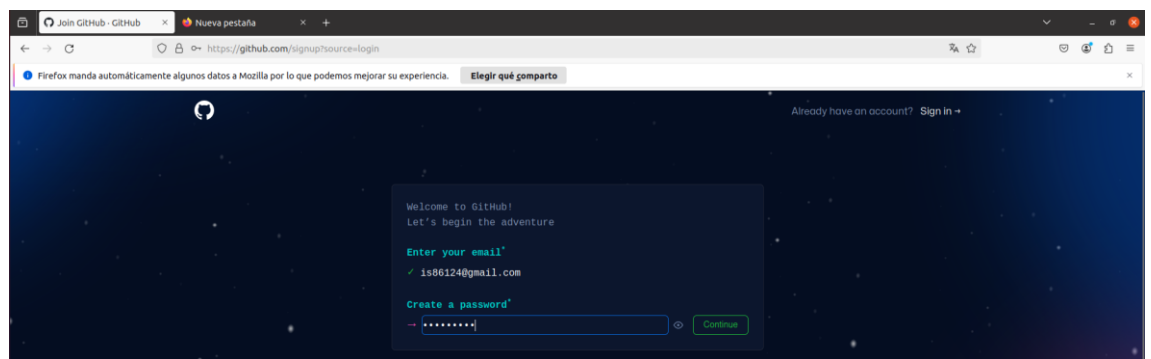 Join GitHub · GitHub
Nueva pestaña
https://github.com/signup?source=login
Firefox manda automáticamente algunos datos a Mozilla por lo que podemos mejorar su experiencia. Elegir qué comparto
Already have an account? Sign in →
Welcome to GitHub!
Let's begin the adventure
Enter your email*
✓ is86124@gmail.com
Create a password*
→ ••••••••• Continue